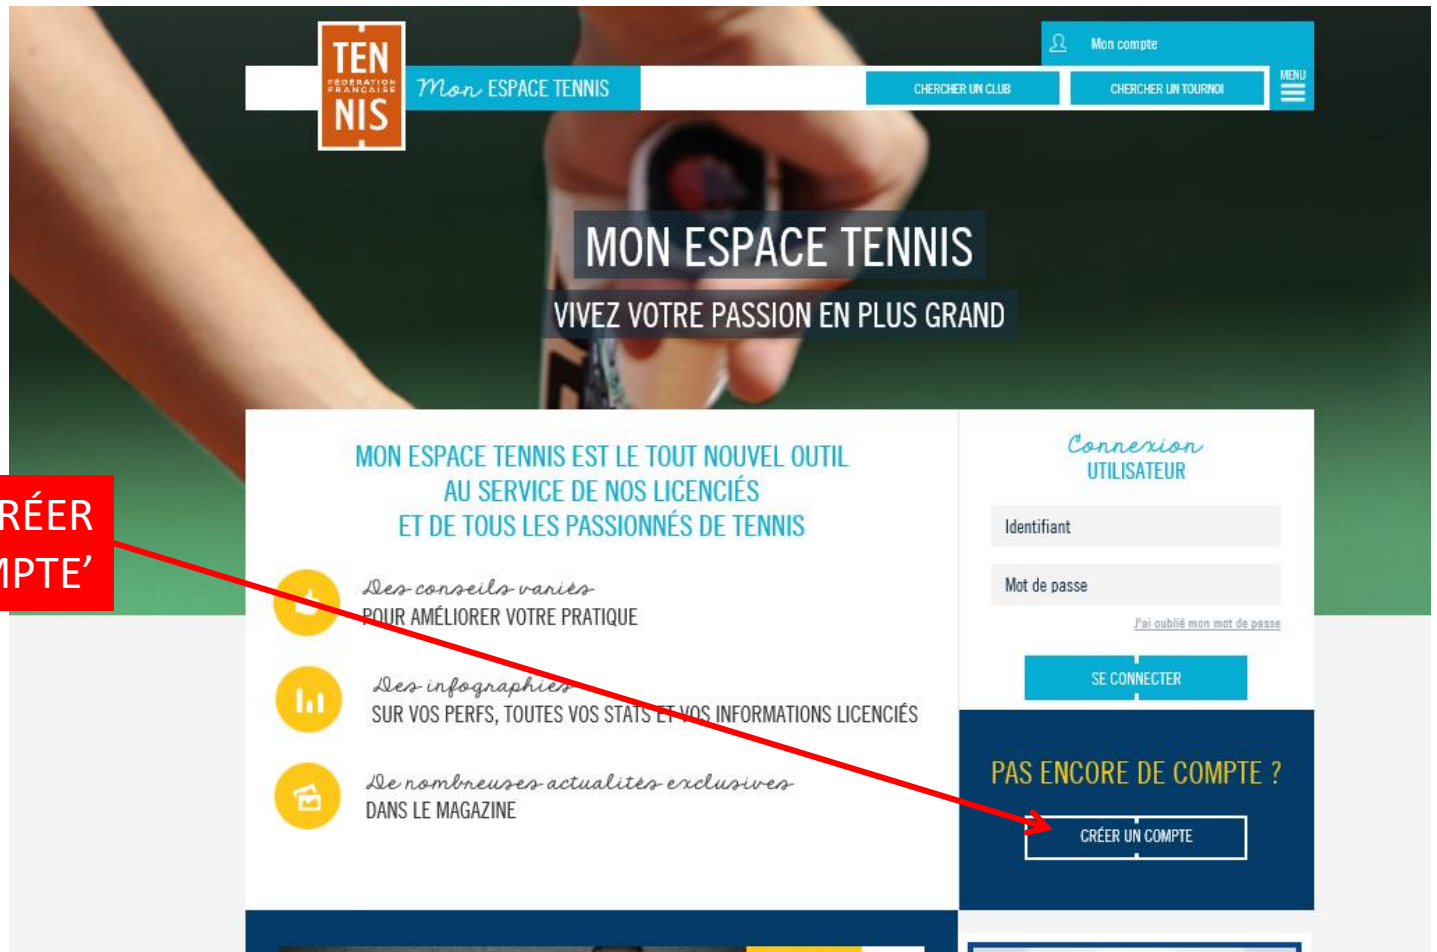 TEN
FÉDÉRATION
FRANÇAISE
NIS
Mon ESPACE TENNIS
Mon compte
CHERCHER UN CLUB
CHERCHER UN TOURNOI
MENU
MON ESPACE TENNIS
VIVEZ VOTRE PASSION EN PLUS GRAND
MON ESPACE TENNIS EST LE TOUT NOUVEL OUTIL
AU SERVICE DE NOS LICENCIÉS
ET DE TOUS LES PASSIONNÉS DE TENNIS
RÉER
MPTE’
Des conseils variés
POUR AMÉLIORER VOTRE PRATIQUE
Des infographies
SUR VOS PERFS, TOUTES VOS STATS ET VOS INFORMATIONS LICENCIÉS
De nombreuses actualités exclusives
DANS LE MAGAZINE
Connexion
UTILISATEUR
Identifiant
Mot de passe
J'ai oublié mon mot de passe
SE CONNECTER
PAS ENCORE DE COMPTE ?
CRÉER UN COMPTE